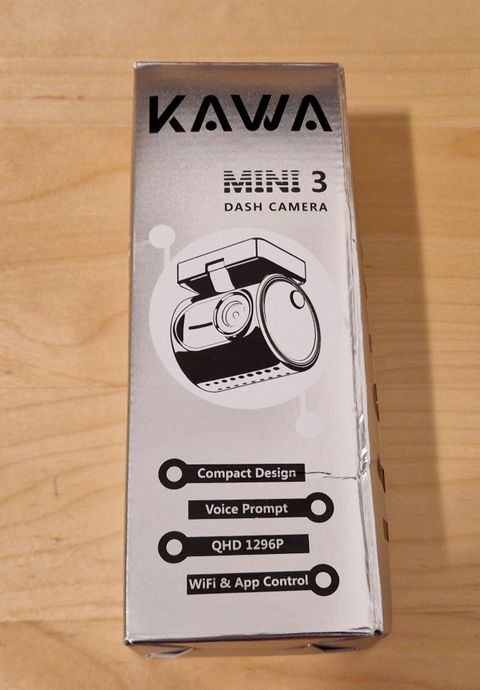 KAWA
MINI 3
DASH CAMERA
Compact Design
Voice Prompt
QHD 1296P
WiFi & App Control